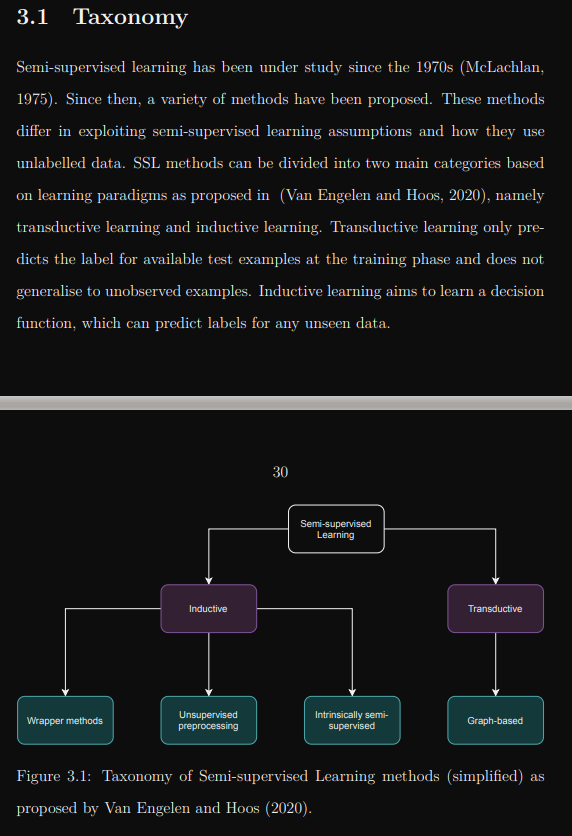 3.1 Taxonomy
Semi-supervised learning has been under study since the 1970s (McLachlan,
1975). Since then, a variety of methods have been proposed. These methods
differ in exploiting semi-supervised learning assumptions and how they use
unlabelled data. SSL methods can be divided into two main categories based
on learning paradigms as proposed in (Van Engelen and Hoos, 2020), namely
transductive learning and inductive learning. Transductive learning only pre-
dicts the label for available test examples at the training phase and does not
generalise to unobserved examples. Inductive learning aims to learn a decision
function, which can predict labels for any unseen data.
30
Semi-supervised
Learning
Inductive
Transductive
Wrapper methods
Unsupervised
preprocessing
Intrinsically semi-
supervised
Graph-based
Figure 3.1: Taxonomy of Semi-supervised Learning methods (simplified) as
proposed by Van Engelen and Hoos (2020).